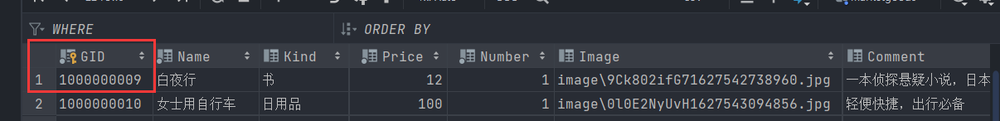 WHERE ORDER BY
GID Name Kind Price Number Image Comment
1 1000000009 白夜行 书 12 1 image\9Ck802ifG71627542738960.jpg 一本侦探悬疑小说，日本
2 1000000010 女士用自行车 日用品 100 1 image\0l0E2NyUvH1627543094856.jpg 轻便快捷，出行必备